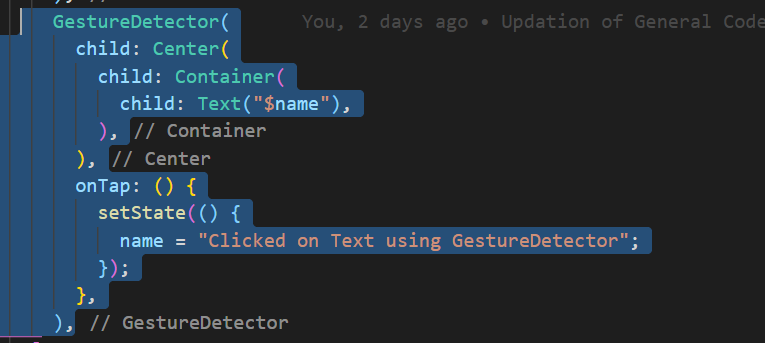 GestureDetector( You, 2 days ago • Updation of General Code
child: Center(
child: Container(
child: Text("$name"),
), // Container
), // Center
onTap: () {
setState(() {
name = "Clicked on Text using GestureDetector";
});
},
), // GestureDetector